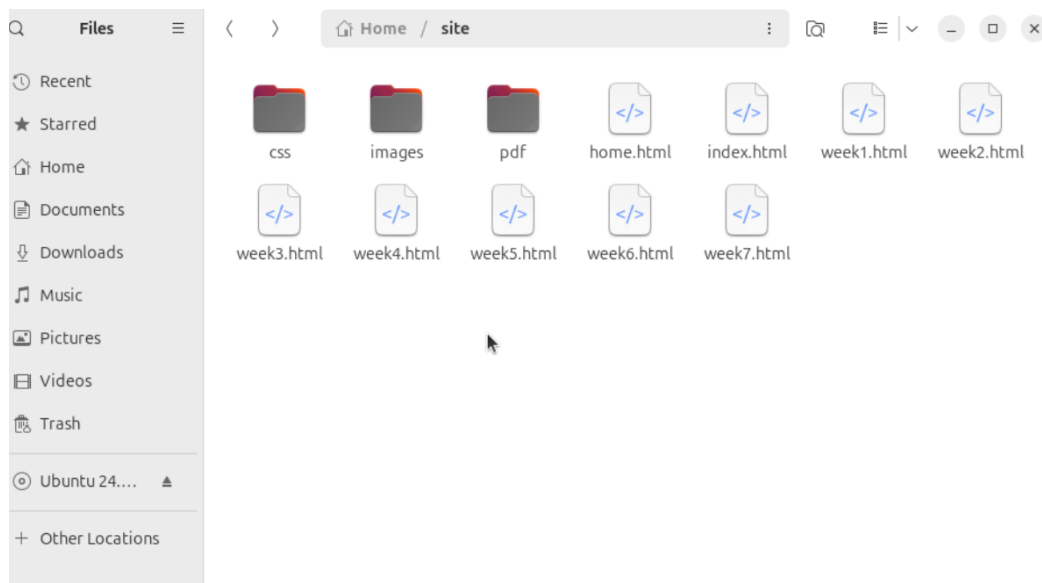 Files
Home / site
Recent
Starred
Home
Documents
Downloads
Music
Pictures
Videos
Trash
Ubuntu 24....
Other Locations
css images pdf home.html index.html week1.html week2.html
week3.html week4.html week5.html week6.html week7.html